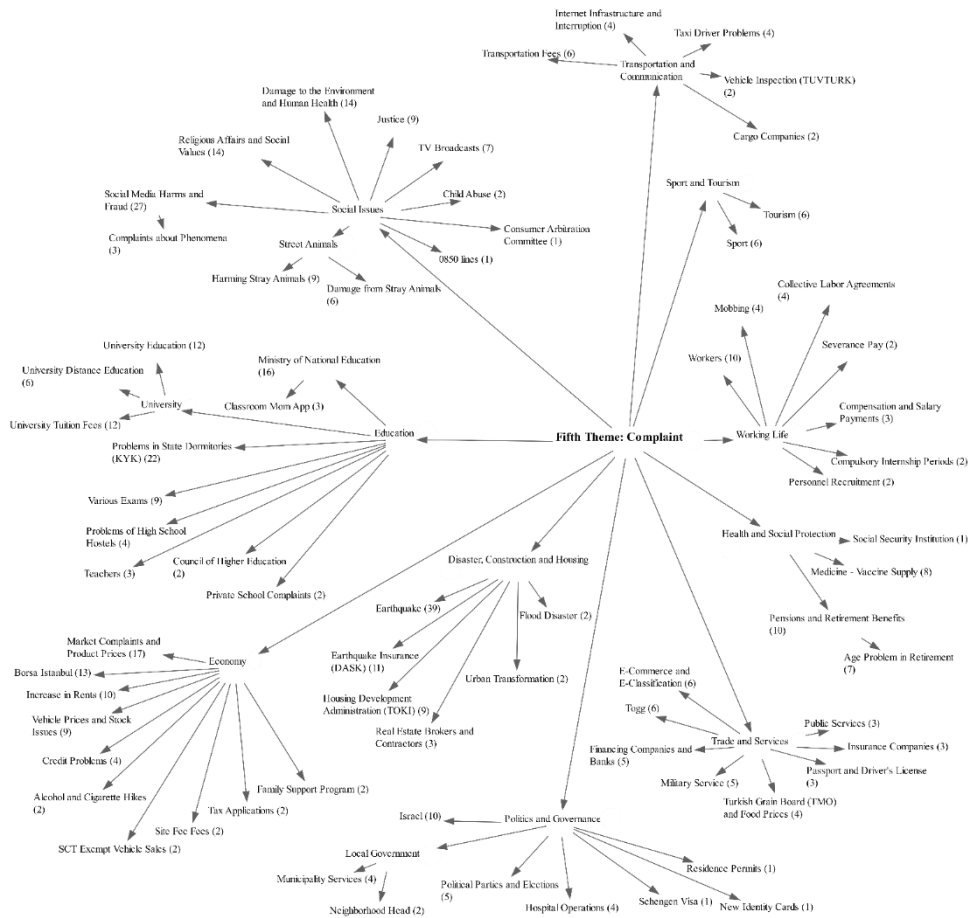 Internet Infrastructure and
Interruption
(4)
Taxi Driver Problems (4)
Transportation Fees (6)
Transportation and
Communication
Vehicle Inspection (TUVTURK)
(2)
Cargo Companies (2)
Damage to the Environment
and Human Health (14)
Justice (9)
Religious Affairs and Social
Values (14)
TV Broadcasts (7)
Social Media Harms and
Fraud (27)
Child Abuse (2)
Social Issues
Consumer Arbitration
Committee (1)
Complaints about Phenomena
(3)
Street Animals
0850 lines (1)
Harming Stray Animals (9)
Damage from Stray Animals
(6)
Sport and Tourism
Tourism (6)
Sport (6)
Collective Labor Agreements
(4)
Mobbing (4)
Severance Pay (2)
Workers (10)
Compensation and Salary
Payments (3)
Working Life
Compulsory Internship Periods (2)
Personnel Recruitment (2)
University Education (12)
Ministry of National Education
(16)
University Distance Education
(6)
University
Classroom Mom App (3)
University Tuition Fees (12)
Education
Fifth Theme: Complaint
Problems in State Dormitories
(KYK) (22)
Various Exams (9)
Problems of High School
Hostels (4)
Teachers (3)
Council of Higher Education
(2)
Private School Complaints (2)
Health and Social Protection
Social Security Institution (1)
Medicine - Vaccine Supply (8)
Pensions and Retirement Benefits
(10)
Age Problem in Retirement
(7)
Disaster, Construction and Housing
Earthquake (39)
Flood Disaster (2)
Earthquake Insurance
(DASK) (11)
Urban Transformation (2)
Housing Development
Administration (TOKI) (9)
Real Estate Brokers and
Contractors (3)
Market Complaints and
Product Prices (17)
Economy
Borsa Istanbul (13)
Increase in Rents (10)
Vehicle Prices and Stock
Issues (9)
Credit Problems (4)
Alcohol and Cigarette Hikes
(2)
SCT Exempt Vehicle Sales (2)
Site Fee Fees (2)
Tax Applications (2)
Family Support Program (2)
E-Commerce and
E-Classification (6)
Togg (6)
Public Services (3)
Trade and Services
Financing Companies and
Banks (5)
Insurance Companies (3)
Military Service (5)
Passport and Driver's License
(3)
Turkish Grain Board (TMO)
and Food Prices (4)
Israel (10)
Politics and Governance
Local Government
Municipality Services (4)
Neighborhood Head (2)
Political Parties and Elections
(5)
Hospital Operations (4)
Schengen Visa (1)
Residence Permits (1)
New Identity Cards (1)